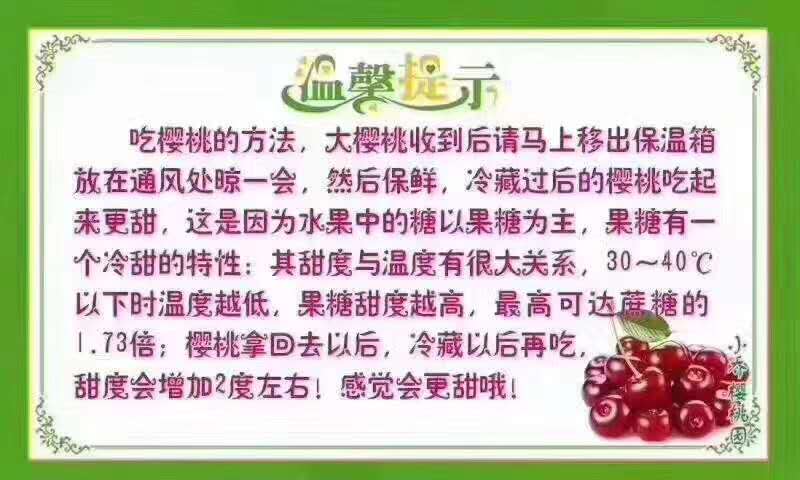 温馨提示
吃樱桃的方法，大樱桃收到后请马上移出保温箱
放在通风处晾一会，然后保鲜，冷藏过后的樱桃吃起
来更甜，这是因为水果中的糖以果糖为主，果糖有一
个冷甜的特性：其甜度与温度有很大关系，30～40℃
以下时温度越低，果糖甜度越高，最高可达蔗糖的
1.73倍；樱桃拿回去以后，冷藏以后再吃，
甜度会增加2度左右！感觉会更甜哦！
小乔樱桃园